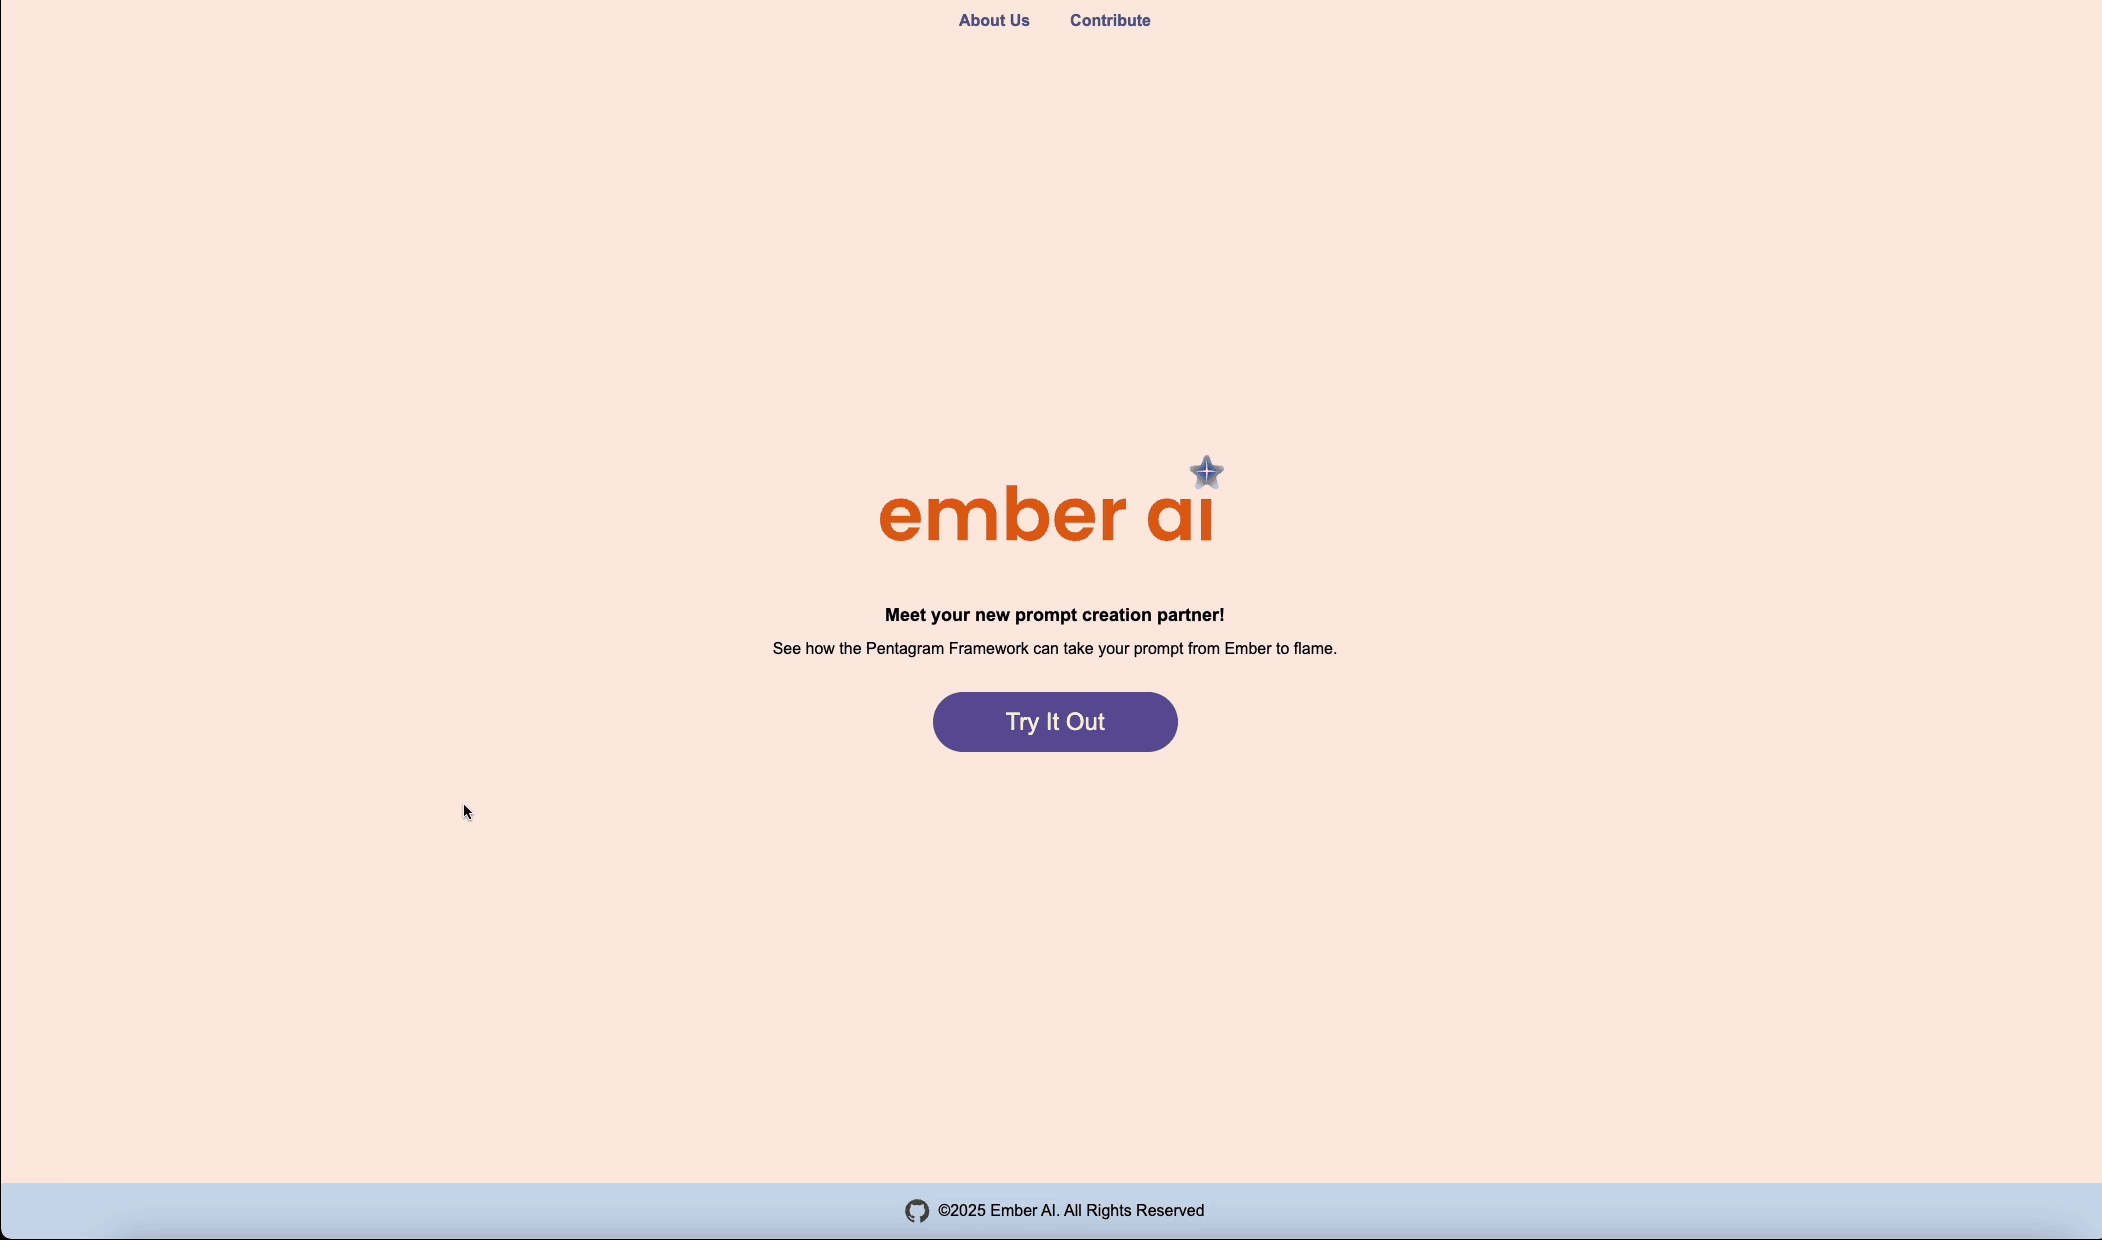 About Us Contribute
ember ai
Meet your new prompt creation partner!
See how the Pentagram Framework can take your prompt from Ember to flame.
Try It Out
©2025 Ember AI. All Rights Reserved